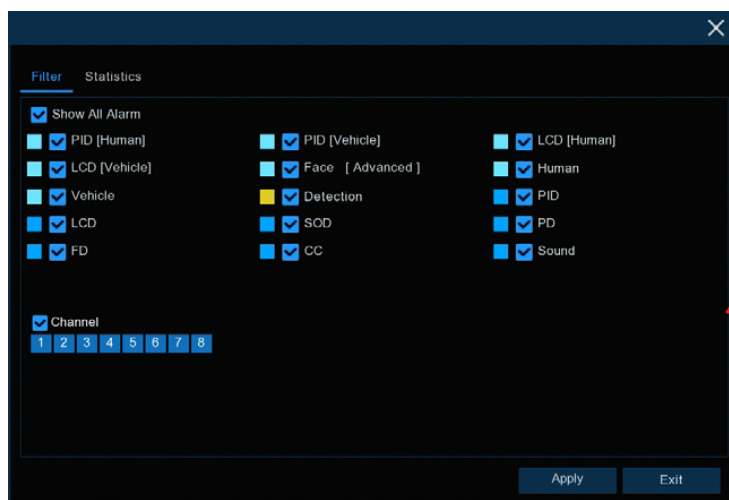 Filter Statistics
Show All Alarm
PID [Human] PID [Vehicle] LCD [Human]
LCD [Vehicle] Face [ Advanced ] Human
Vehicle Detection PID
LCD SOD PD
FD CC Sound
Channel
1 2 3 4 5 6 7 8
Apply Exit